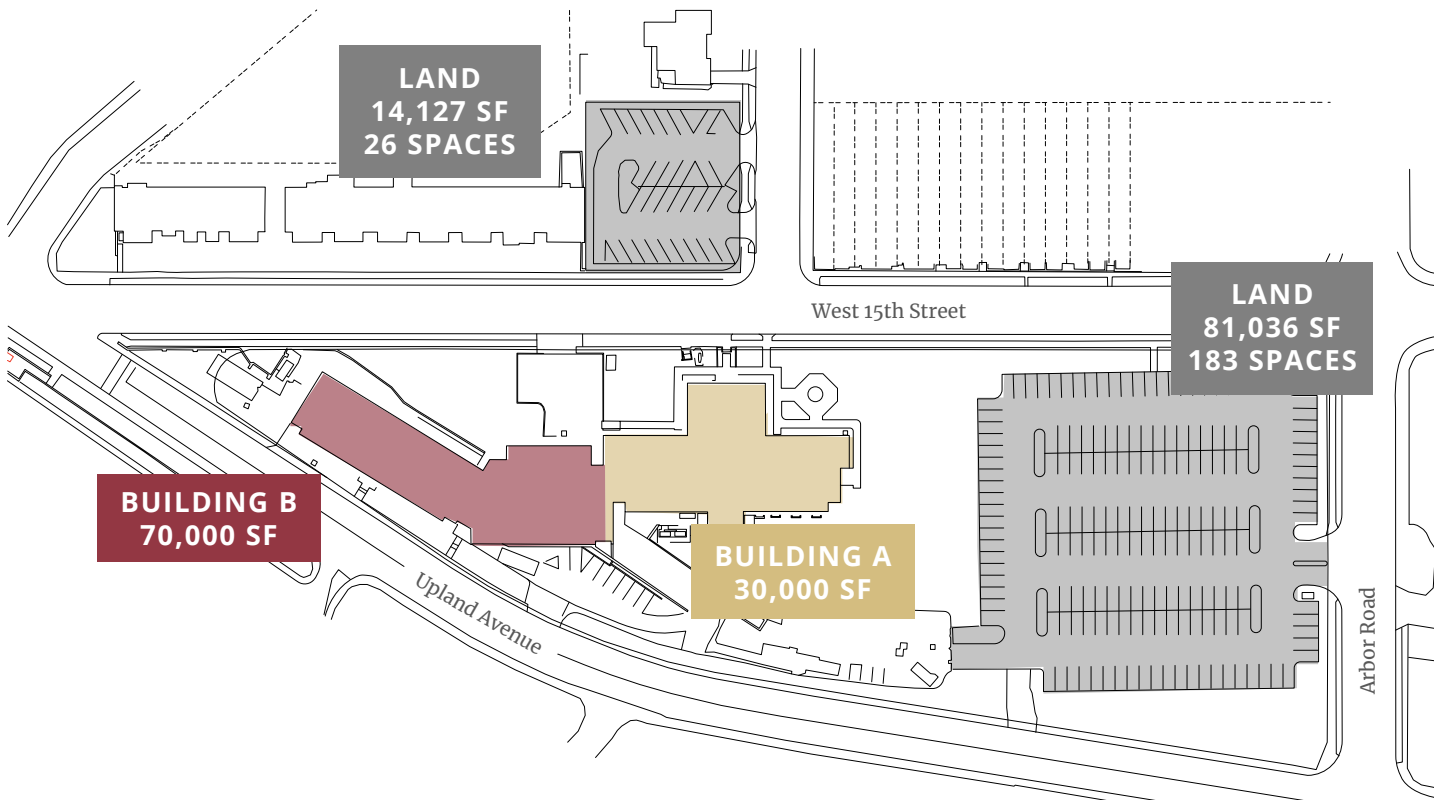 LAND
14,127 SF
26 SPACES
West 15th Street
LAND
81,036 SF
183 SPACES
BUILDING B
70,000 SF
BUILDING A
30,000 SF
Upland Avenue
Arbor Road